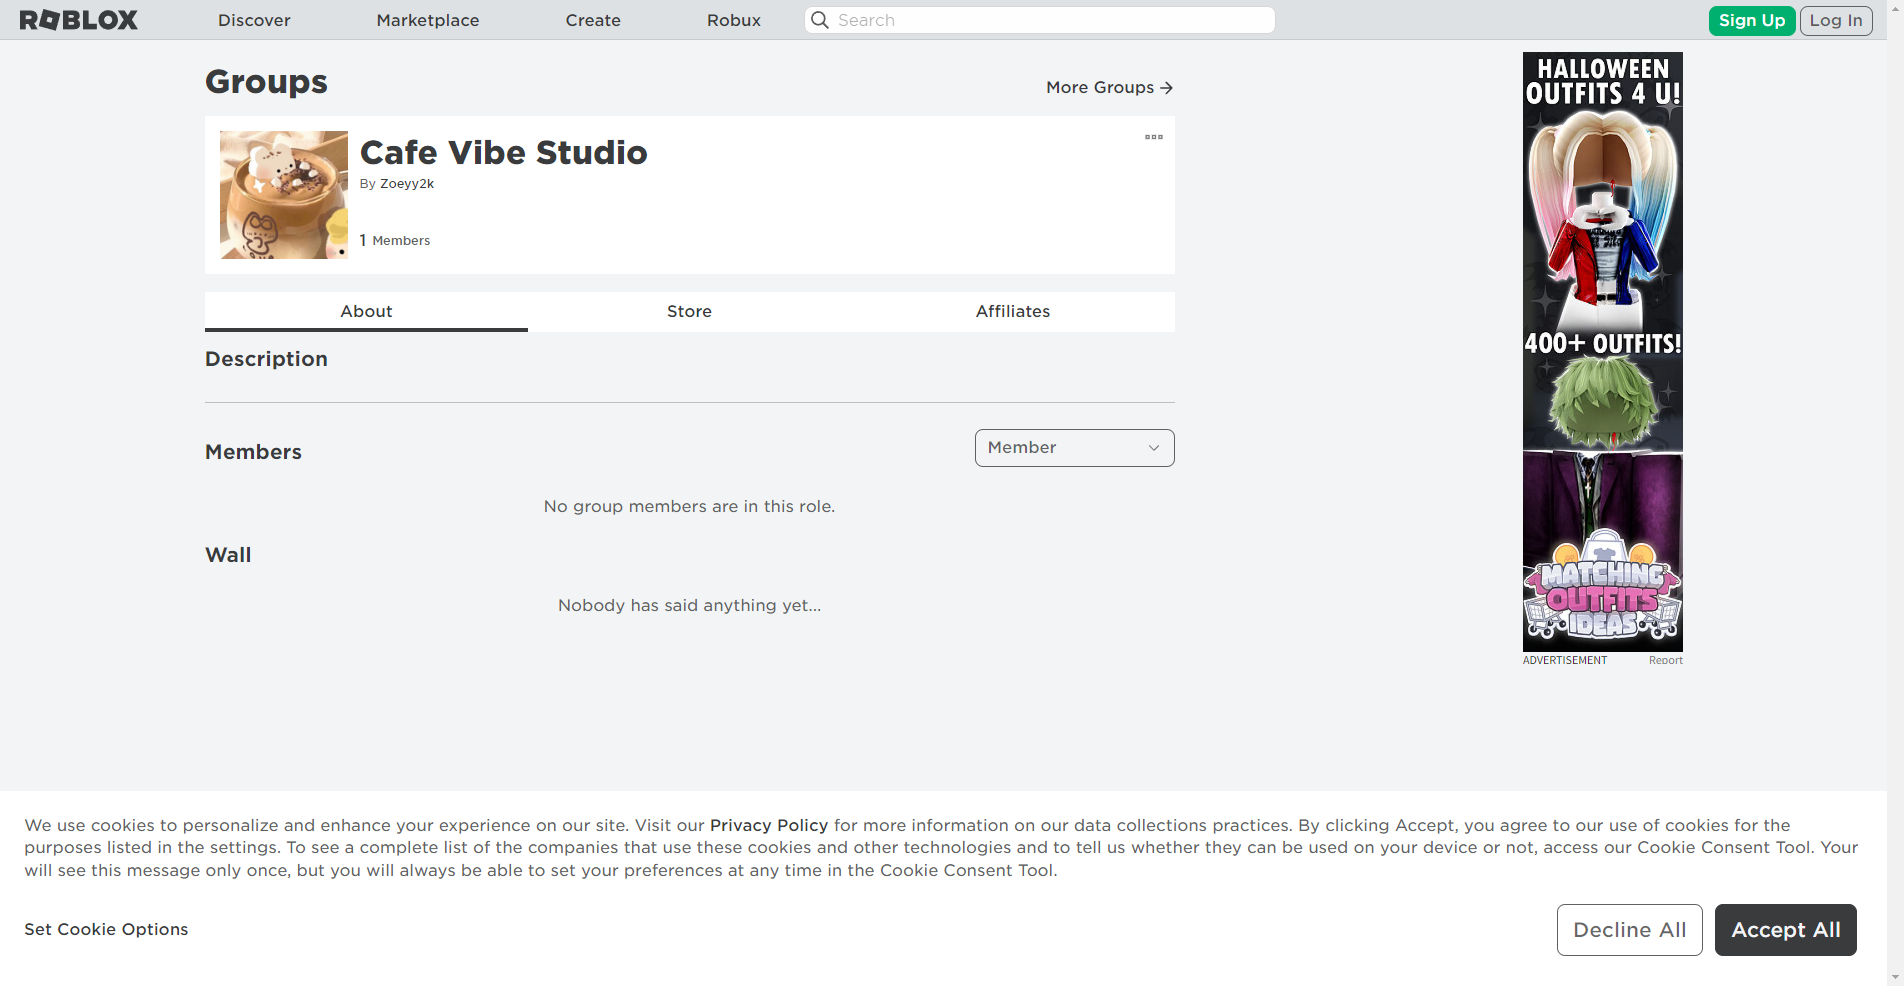 ROBLOX
Discover
Marketplace
Create
Robux
Search
Sign Up
Log In
Groups
More Groups
Cafe Vibe Studio
By Zoeyy2k
1 Members
About
Store
Affiliates
Description
Members
Member
No group members are in this role.
Wall
Nobody has said anything yet...
HALLOWEEN
OUTFITS 4 U!
400+ OUTFITS!
MATCHING
OUTFITS
IDEAS
ADVERTISEMENT
Report
We use cookies to personalize and enhance your experience on our site. Visit our Privacy Policy for more information on our data collections practices. By clicking Accept, you agree to our use of cookies for the
purposes listed in the settings. To see a complete list of the companies that use these cookies and other technologies and to tell us whether they can be used on your device or not, access our Cookie Consent Tool. Your
will see this message only once, but you will always be able to set your preferences at any time in the Cookie Consent Tool.
Set Cookie Options
Decline All
Accept All